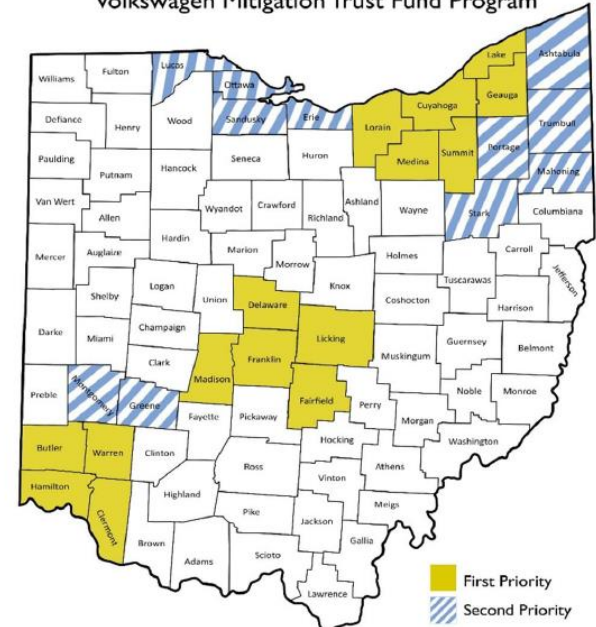 Volkswagen Mitigation Trust Fund Program
Williams
Fulton
Lucas
Ottawa
Lake
Ashtabula
Geauga
Cuyahoga
Defiance
Henry
Wood
Sandusky
Erie
Lorain
Trumbull
Medina
Summit
Portage
Paulding
Putnam
Hancock
Seneca
Huron
Mahoning
Van Wert
Allen
Wyandot
Crawford
Richland
Ashland
Wayne
Stark
Columbiana
Mercer
Auglaize
Hardin
Marion
Morrow
Holmes
Carroll
Jefferson
Shelby
Logan
Union
Delaware
Knox
Coshocton
Tuscarawas
Harrison
Darke
Miami
Champaign
Clark
Madison
Franklin
Licking
Muskingum
Guernsey
Belmont
Preble
Montgomery
Greene
Fayette
Pickaway
Fairfield
Perry
Morgan
Noble
Monroe
Butler
Warren
Clinton
Ross
Hocking
Athens
Washington
Hamilton
Clermont
Highland
Pike
Vinton
Jackson
Meigs
Brown
Adams
Scioto
Gallia
Lawrence
First Priority
Second Priority